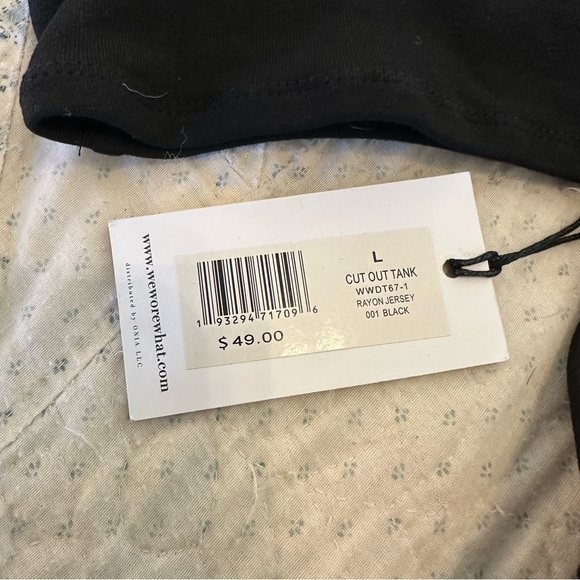 www.weworewhat.com
distributed by ONIA LLC
L
CUT OUT TANK
WWDT67-1
RAYON JERSEY
001 BLACK
1 93294 71709 6
$ 49.00